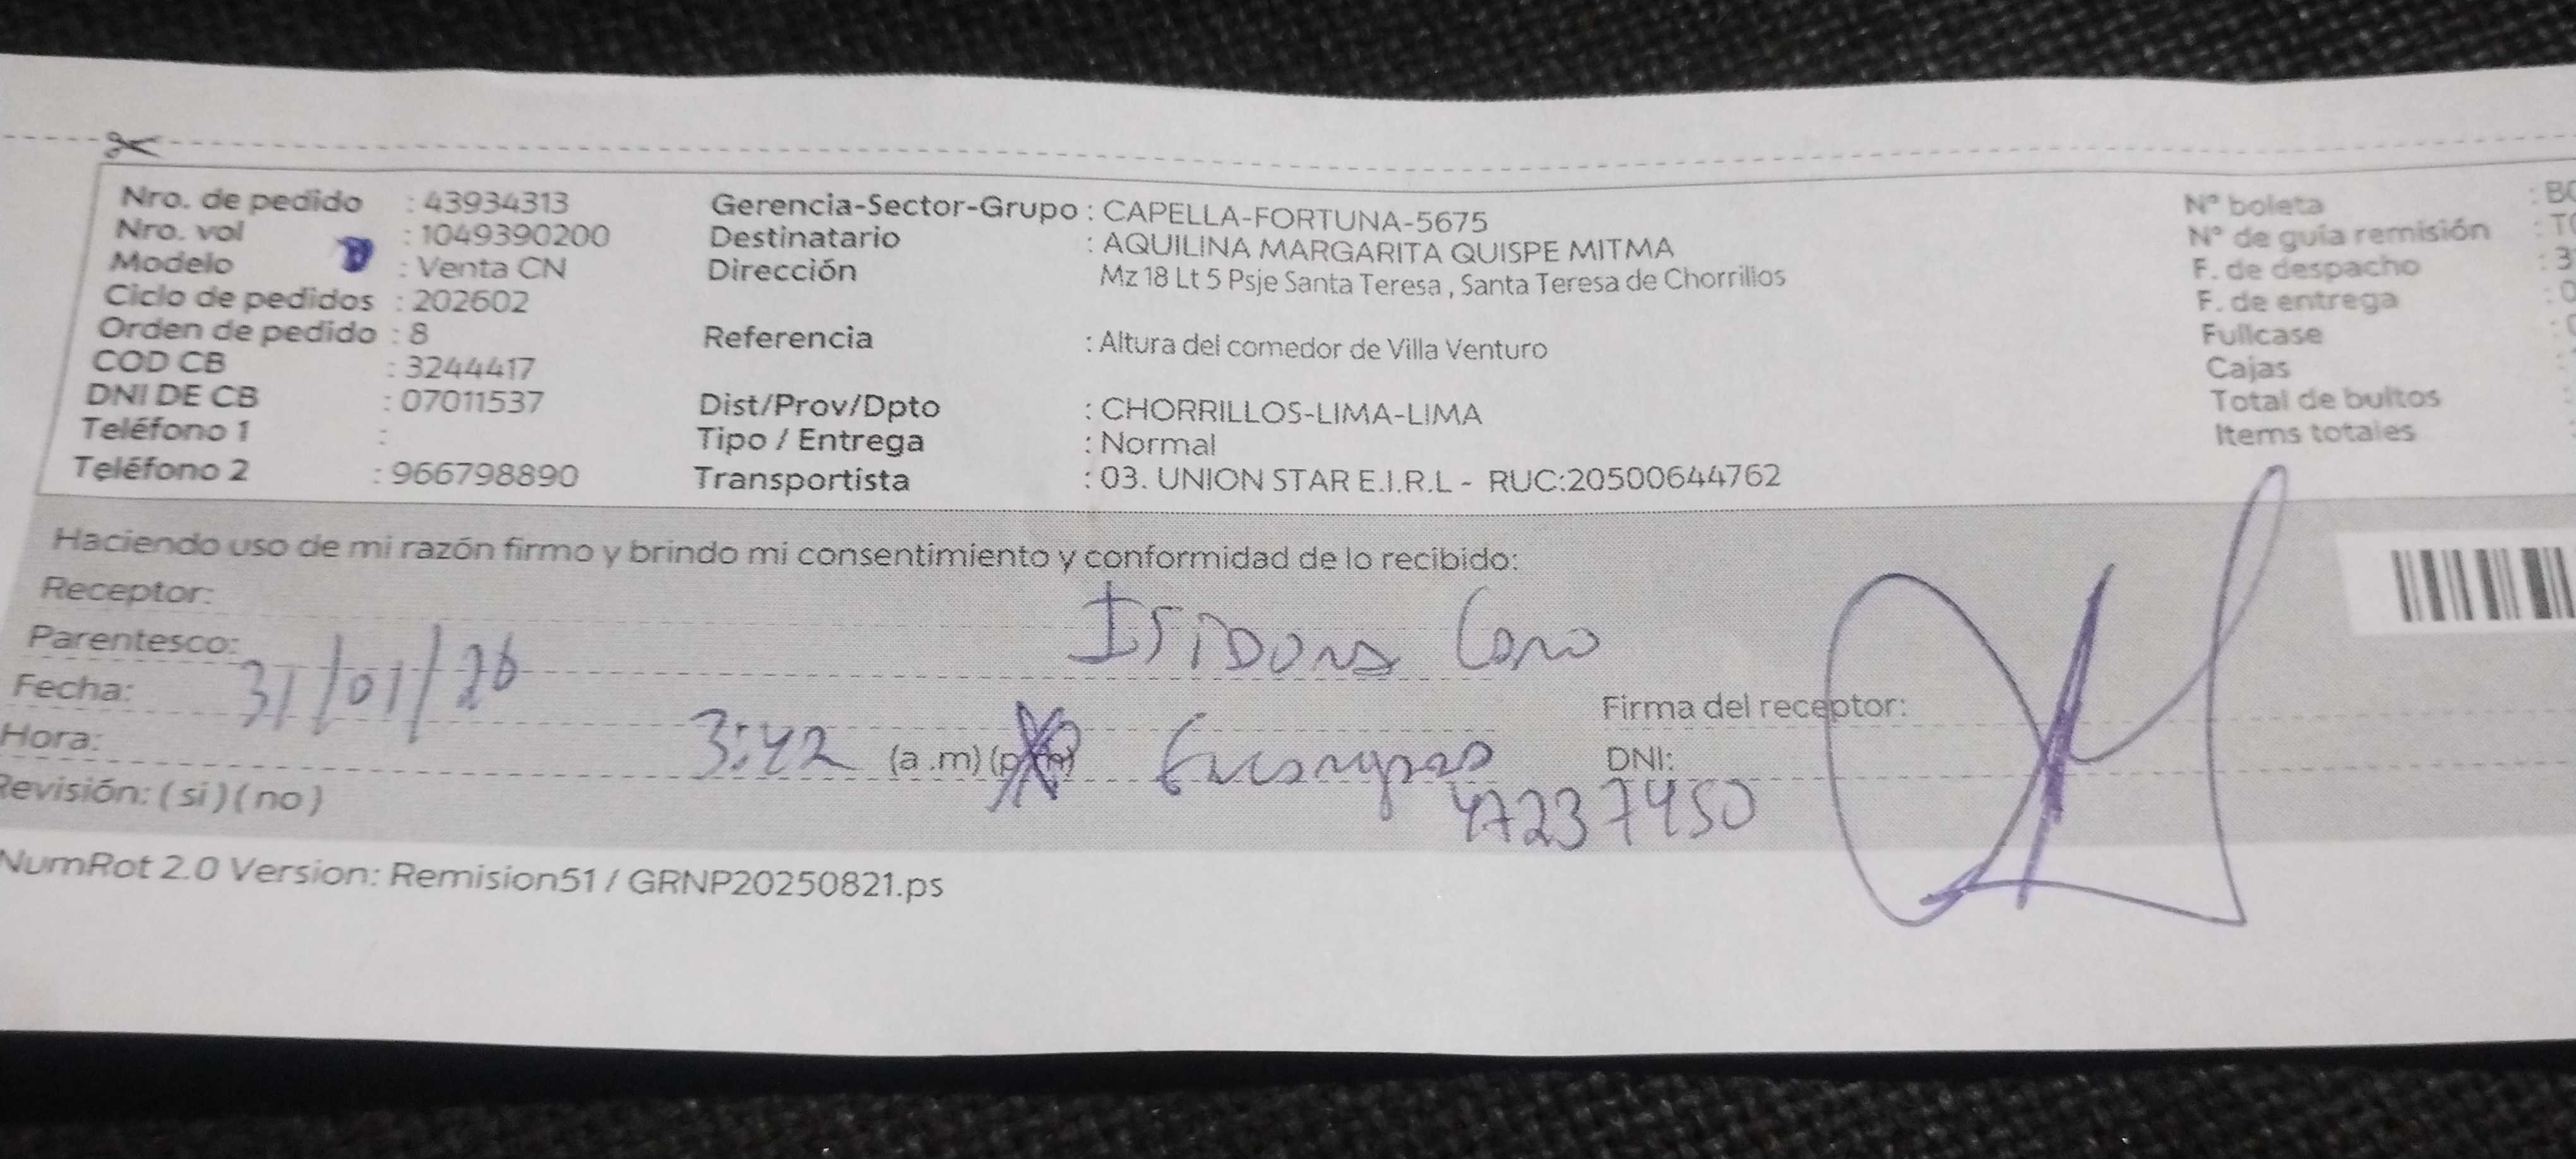 Nro. de pedido : 43934313
Nro. vol : 1049390200
Modelo : Venta CN
Ciclo de pedidos : 202602
Orden de pedido : 8
COD CB : 3244417
DNI DE CB : 07011537
Teléfono 1 :
Teléfono 2 : 966798890
Gerencia-Sector-Grupo : CAPELLA-FORTUNA-5675
Destinatario : AQUILINA MARGARITA QUISPE MITMA
Dirección Mz 18 Lt 5 Psje Santa Teresa , Santa Teresa de Chorrillos
Referencia : Altura del comedor de Villa Venturo
Dist/Prov/Dpto : CHORRILLOS-LIMA-LIMA
Tipo / Entrega : Normal
Transportista : 03. UNION STAR E.I.R.L - RUC:20500644762
N° boleta
N° de guía remisión
F. de despacho
F. de entrega
Fullcase
Cajas
Total de bultos
Items totales
Haciendo uso de mi razón firmo y brindo mi consentimiento y conformidad de lo recibido:
Receptor:
Parentesco:
Fecha: 31/01/26
Hora: 3:42 (a .m)
Revisión: ( si ) ( no )
Firma del receptor:
DNI: 47237450
NumRot 2.0 Version: Remision51 / GRNP20250821.ps